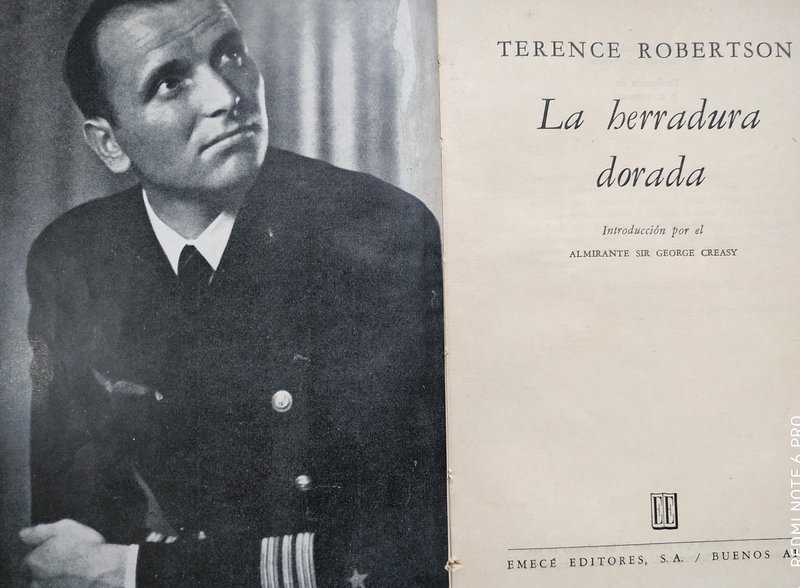 TERENCE ROBERTSON
La herradura
dorada
Introducción por el
ALMIRANTE SIR GEORGE CREASY
EE
EMECÉ EDITORES, S.A. / BUENOS
REDMI NOTE 6 PRO